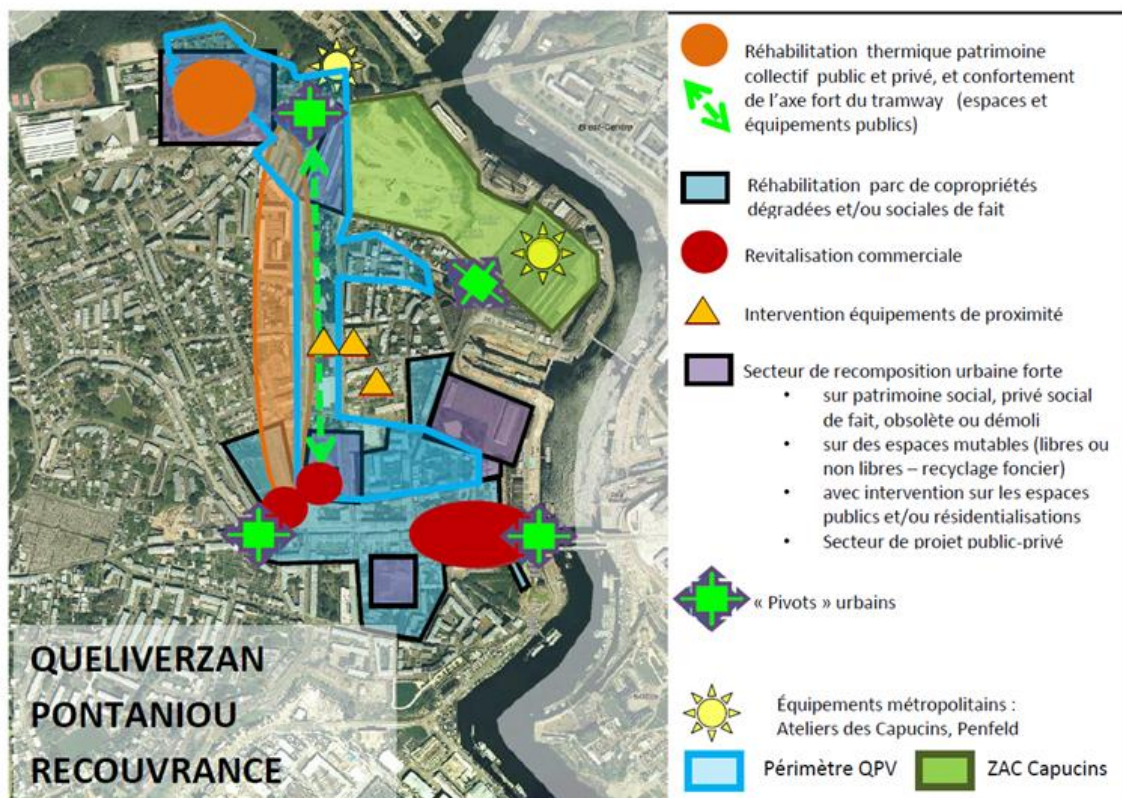 Réhabilitation thermique patrimoine
collectif public et privé, et confortement
de l'axe fort du tramway (espaces et
équipements publics)
Réhabilitation parc de copropriétés
dégradées et/ou sociales de fait
Revitalisation commerciale
Intervention équipements de proximité
Secteur de recomposition urbaine forte
• sur patrimoine social, privé social
de fait, obsolète ou démoli
• sur des espaces mutables (libres ou
non libres – recyclage foncier)
• avec intervention sur les espaces
publics et/ou résidentialisations
• Secteur de projet public-privé
« Pivots » urbains
Équipements métropolitains :
Ateliers des Capucins, Penfeld
Périmètre QPV
ZAC Capucins
QUELIVERZAN
PONTANIOU
RECOUVRANCE